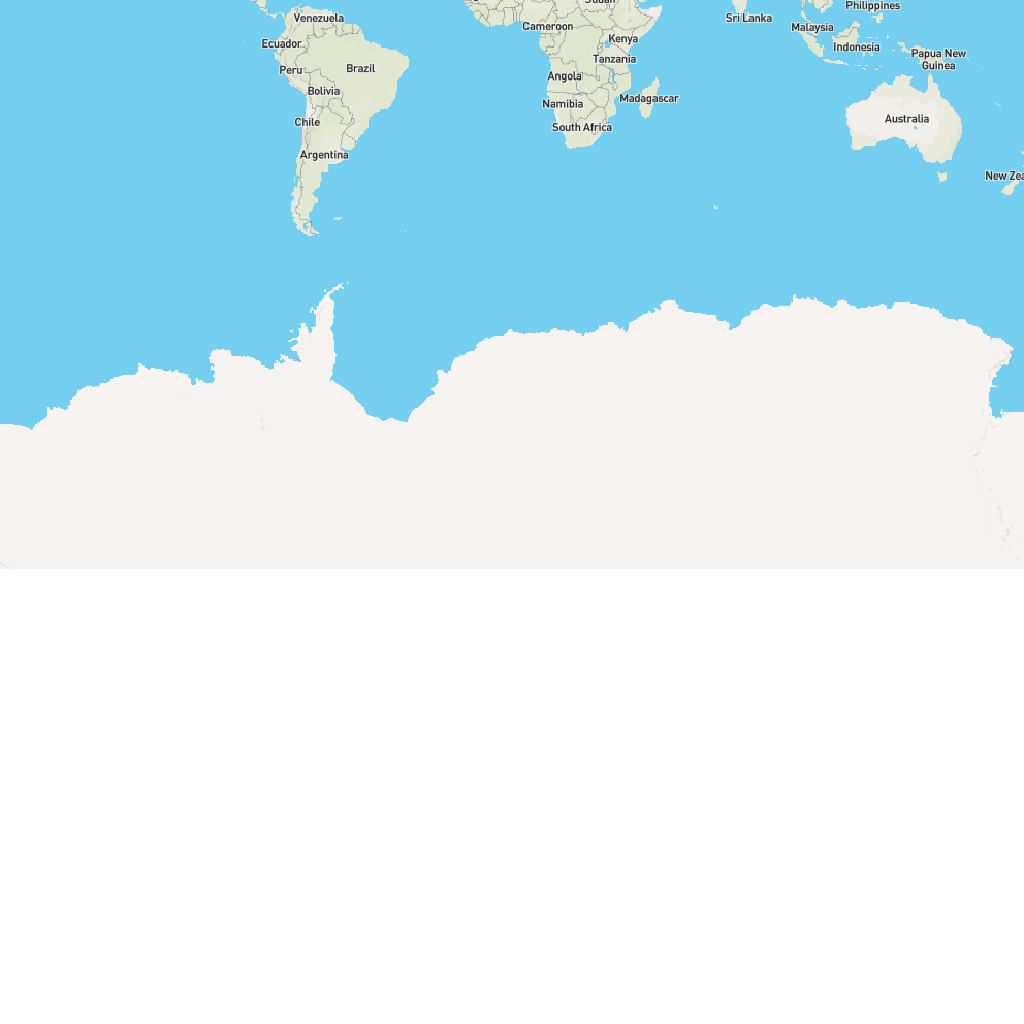 Sudan
Philippines
Venezuela
Sri Lanka
Cameroon
Malaysia
Kenya
Ecuador
Indonesia
Papua New
Guinea
Tanzania
Peru
Brazil
Angola
Bolivia
Madagascar
Namibia
Chile
Australia
South Africa
Argentina
New Zea